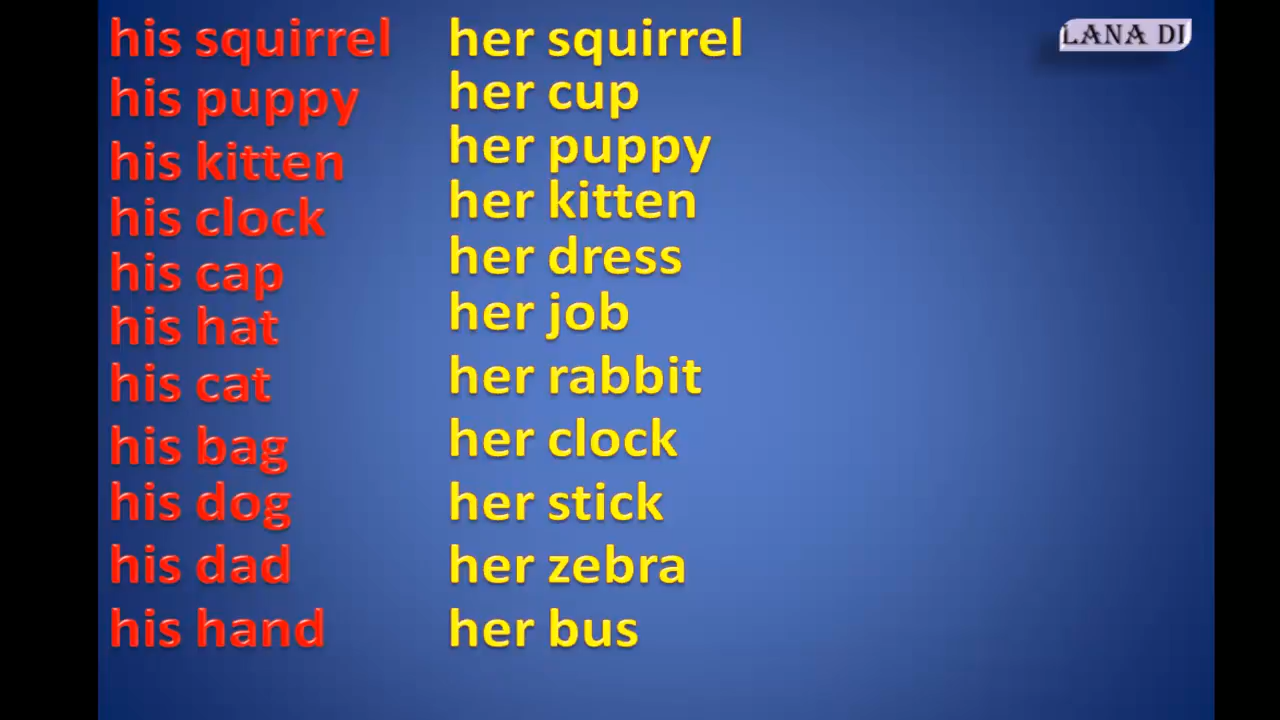 his squirrel
his puppy
his kitten
his clock
his cap
his hat
his cat
his bag
his dog
his dad
his hand
her squirrel
her cup
her puppy
her kitten
her dress
her job
her rabbit
her clock
her stick
her zebra
her bus
LANA DI